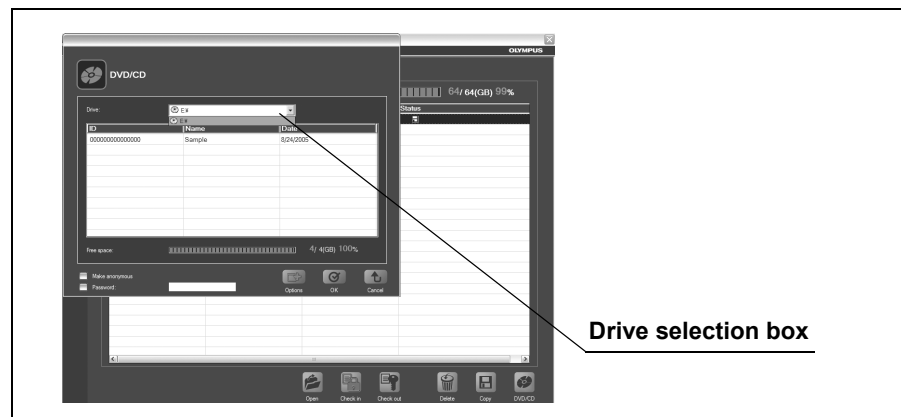 OLYMPUS
DVD/CD
64/ 64(GB) 99%
Drive:
E¥
Status
E¥
ID Name Date
000000000000000 Sample 8/24/2005
Free space:
4/ 4(GB) 100%
Make anonymous
Password:
Options OK Cancel
Drive selection box
Open Check in Check out Delete Copy DVD/CD